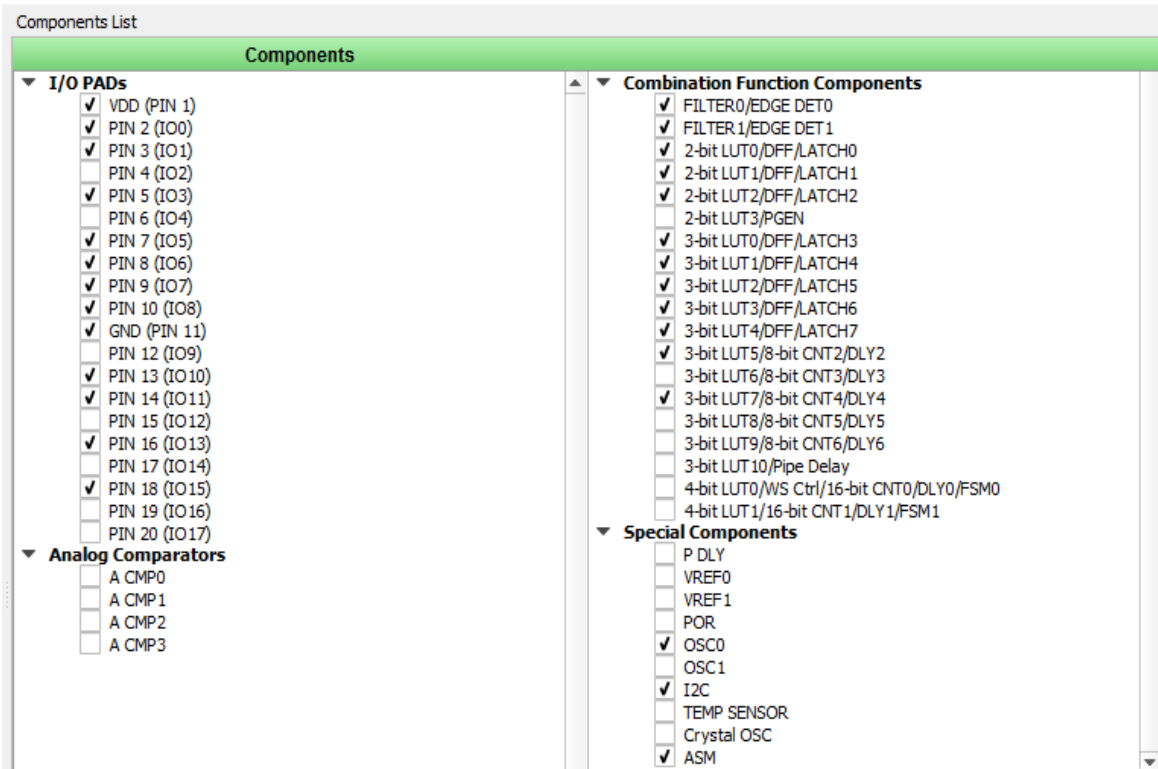 Components List
Components
I/O PADs
VDD (PIN 1)
PIN 2 (IO0)
PIN 3 (IO1)
PIN 4 (IO2)
PIN 5 (IO3)
PIN 6 (IO4)
PIN 7 (IO5)
PIN 8 (IO6)
PIN 9 (IO7)
PIN 10 (IO8)
GND (PIN 11)
PIN 12 (IO9)
PIN 13 (IO10)
PIN 14 (IO11)
PIN 15 (IO12)
PIN 16 (IO13)
PIN 17 (IO14)
PIN 18 (IO15)
PIN 19 (IO16)
PIN 20 (IO17)
Analog Comparators
A CMP0
A CMP1
A CMP2
A CMP3
Combination Function Components
FILTER0/EDGE DET0
FILTER1/EDGE DET1
2-bit LUT0/DFF/LATCH0
2-bit LUT1/DFF/LATCH1
2-bit LUT2/DFF/LATCH2
2-bit LUT3/PGEN
3-bit LUT0/DFF/LATCH3
3-bit LUT1/DFF/LATCH4
3-bit LUT2/DFF/LATCH5
3-bit LUT3/DFF/LATCH6
3-bit LUT4/DFF/LATCH7
3-bit LUT5/8-bit CNT2/DLY2
3-bit LUT6/8-bit CNT3/DLY3
3-bit LUT7/8-bit CNT4/DLY4
3-bit LUT8/8-bit CNT5/DLY5
3-bit LUT9/8-bit CNT6/DLY6
3-bit LUT10/Pipe Delay
4-bit LUT0/WS Ctrl/16-bit CNT0/DLY0/FSM0
4-bit LUT1/16-bit CNT1/DLY1/FSM1
Special Components
P DLY
VREF0
VREF1
POR
OSC0
OSC1
I2C
TEMP SENSOR
Crystal OSC
ASM